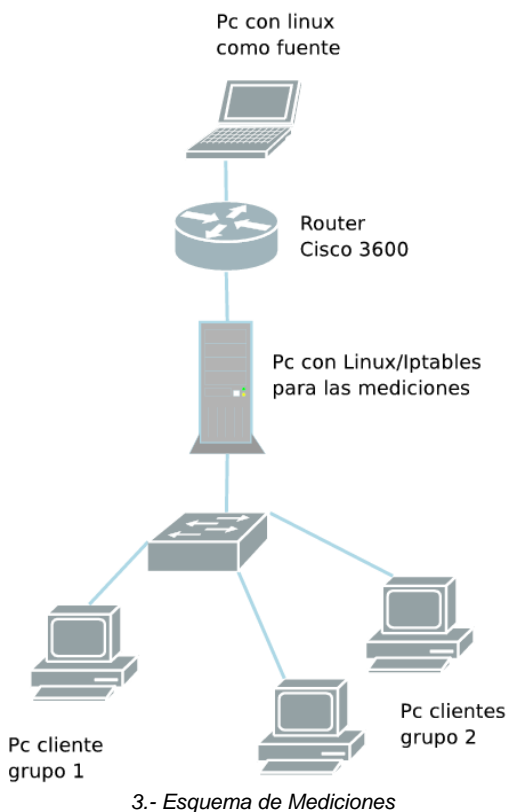 Pc con linux
como fuente
Router
Cisco 3600
Pc con Linux/Iptables
para las mediciones
Pc cliente
grupo 1
Pc clientes
grupo 2
3.- Esquema de Mediciones